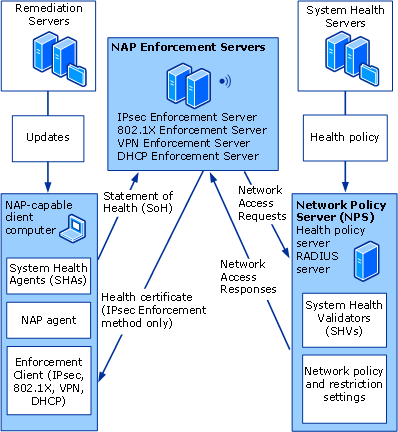 Remediation
Servers
System Health
Servers
NAP Enforcement Servers
IPsec Enforcement Server
802.1X Enforcement Server
VPN Enforcement Server
DHCP Enforcement Server
Updates
Health policy
NAP-capable
client
computer
Statement of
Health (SoH)
Network
Access
Requests
Network Policy
Server (NPS)
Health policy
server
RADIUS
server
System Health
Agents (SHAs)
Network
Access
Responses
Health certificate
(IPsec Enforcement
method only)
NAP agent
System Health
Validators
(SHVs)
Enforcement
Client (IPsec,
802.1X, VPN,
DHCP)
Network policy
and restriction
settings